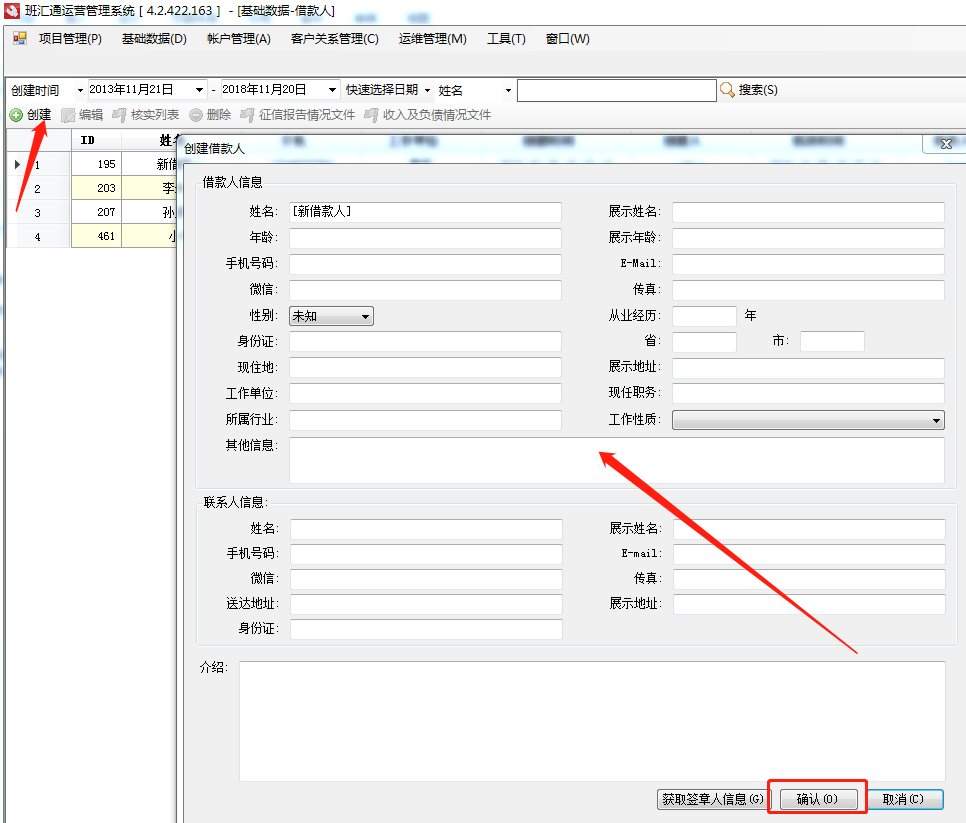 班汇通运营管理系统 [ 4.2.422.163 ] - [基础数据-借款人]
项目管理(P) 基础数据(D) 帐户管理(A) 客户关系管理(C) 运维管理(M) 工具(T) 窗口(W)
创建时间 2013年11月21日 - 2018年11月20日 快速选择日期 姓名 搜索(S)
创建 编辑 核实列表 删除 征信报告情况文件 收入及负债情况文件
ID 姓名
1 195 新借
2 203 李
3 207 孙
4 461 小
创建借款人
借款人信息
姓名: [新借款人] 展示姓名:
年龄: 展示年龄:
手机号码: E-Mail:
微信: 传真:
性别: 未知 从业经历: 年
身份证: 省: 市:
现住地: 展示地址:
工作单位: 现任职务:
所属行业: 工作性质:
其他信息:
联系人信息:
姓名: 展示姓名:
手机号码: E-mail:
微信: 传真:
送达地址: 展示地址:
身份证:
介绍:
获取签章人信息(G) 确认(O) 取消(C)